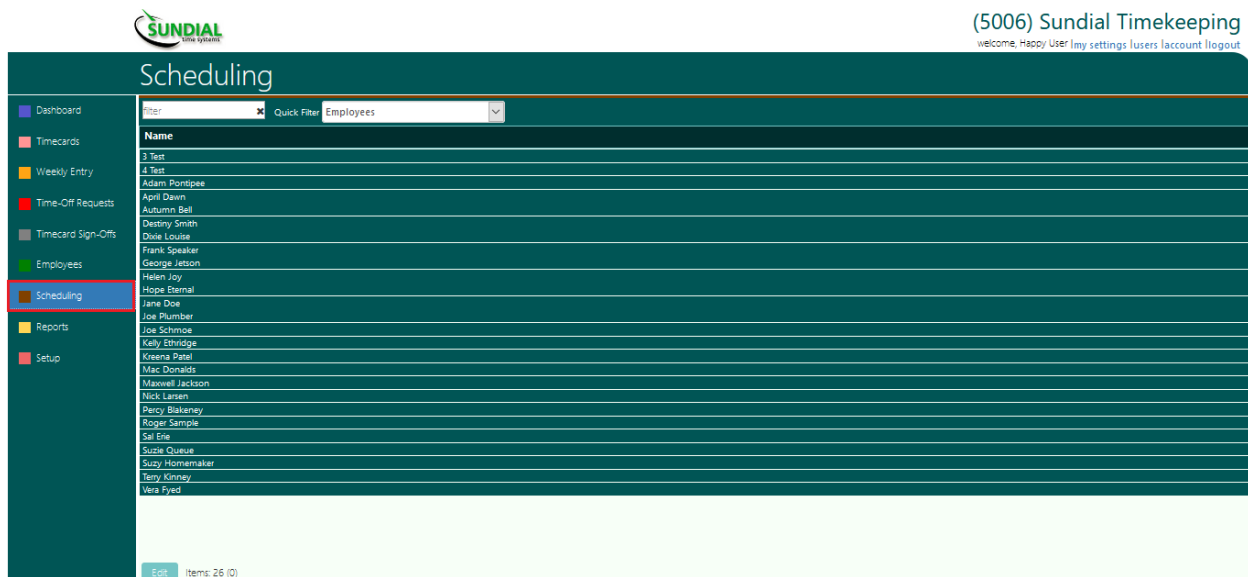 SUNDIAL
time systems
(5006) Sundial Timekeeping
welcome, Happy User |my settings |users |account |logout
Scheduling
Dashboard
Timecards
Weekly Entry
Time-Off Requests
Timecard Sign-Offs
Employees
Scheduling
Reports
Setup
filter ✖ Quick Filter Employees
Name
3 Test
4 Test
Adam Pontipee
April Dawn
Autumn Bell
Destiny Smith
Dixie Louise
Frank Speaker
George Jetson
Helen Joy
Hope Eternal
Jane Doe
Joe Plumber
Joe Schmoe
Kelly Ethridge
Kreena Patel
Mac Donalds
Maxwell Jackson
Nick Larsen
Percy Blakeney
Roger Sample
Sal Erie
Suzie Queue
Suzy Homemaker
Terry Kinney
Vera Fyed
Edit Items: 26 (0)